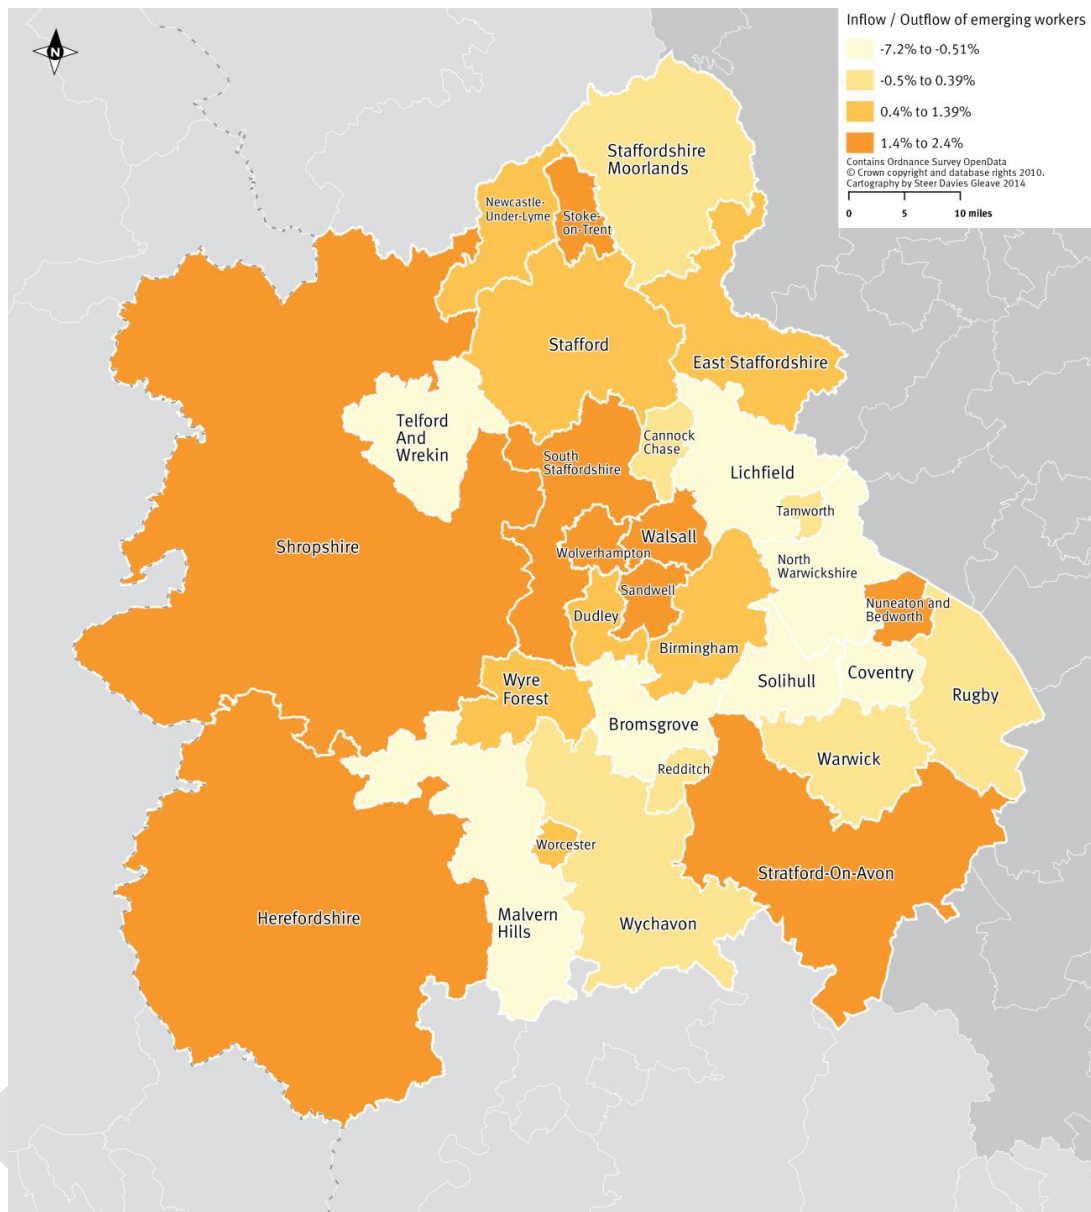 Inflow / Outflow of emerging workers
-7.2% to -0.51%
-0.5% to 0.39%
0.4% to 1.39%
1.4% to 2.4%
Contains Ordnance Survey OpenData
© Crown copyright and database rights 2010.
Cartography by Steer Davies Gleave 2014
0 5 10 miles
N
Staffordshire
Moorlands
Newcastle-
Under-Lyme
Stoke-
on-Trent
Stafford
East Staffordshire
Telford
And
Wrekin
Cannock
Chase
South
Staffordshire
Lichfield
Tamworth
Shropshire
Walsall
Wolverhampton
North
Warwickshire
Sandwell
Nuneaton and
Bedworth
Dudley
Birmingham
Wyre
Forest
Solihull
Coventry
Rugby
Bromsgrove
Warwick
Redditch
Worcester
Stratford-On-Avon
Herefordshire
Malvern
Hills
Wychavon